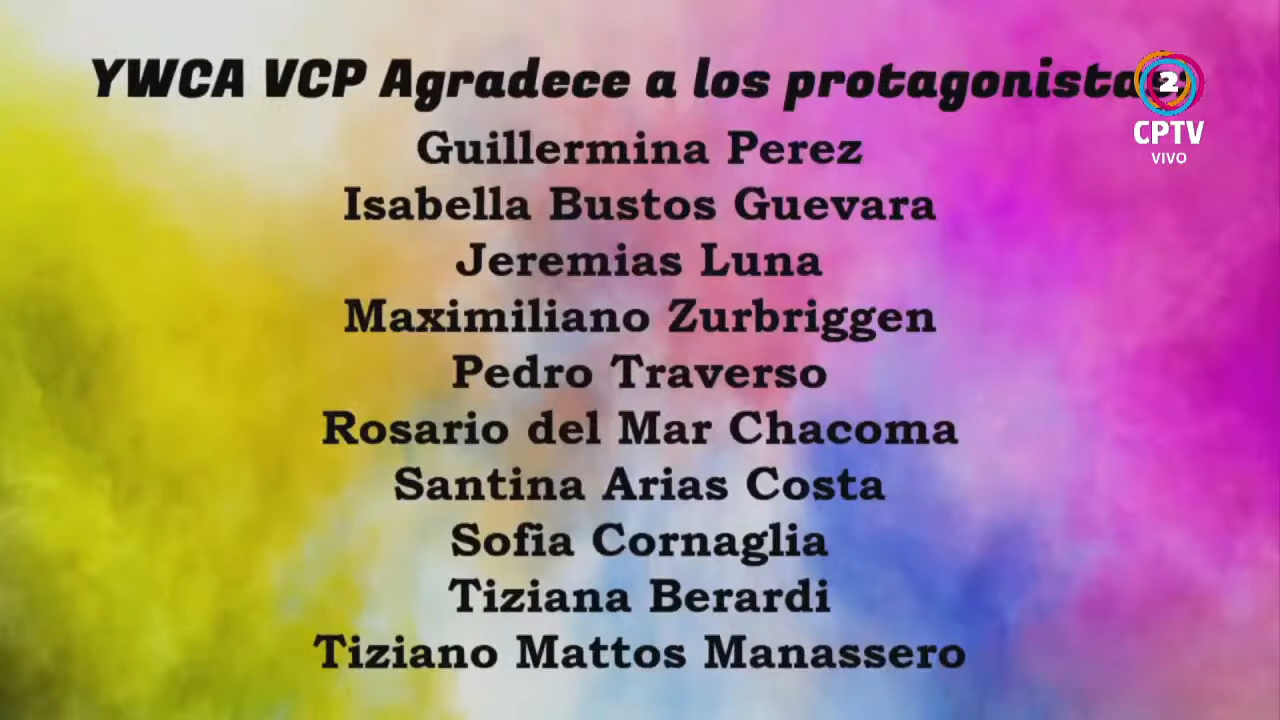 YWCA VCP Agradece a los protagonistas
Guillermina Perez
Isabella Bustos Guevara
Jeremias Luna
Maximiliano Zurbriggen
Pedro Traverso
Rosario del Mar Chacoma
Santina Arias Costa
Sofia Cornaglia
Tiziana Berardi
Tiziano Mattos Manassero
2
CPTV
VIVO